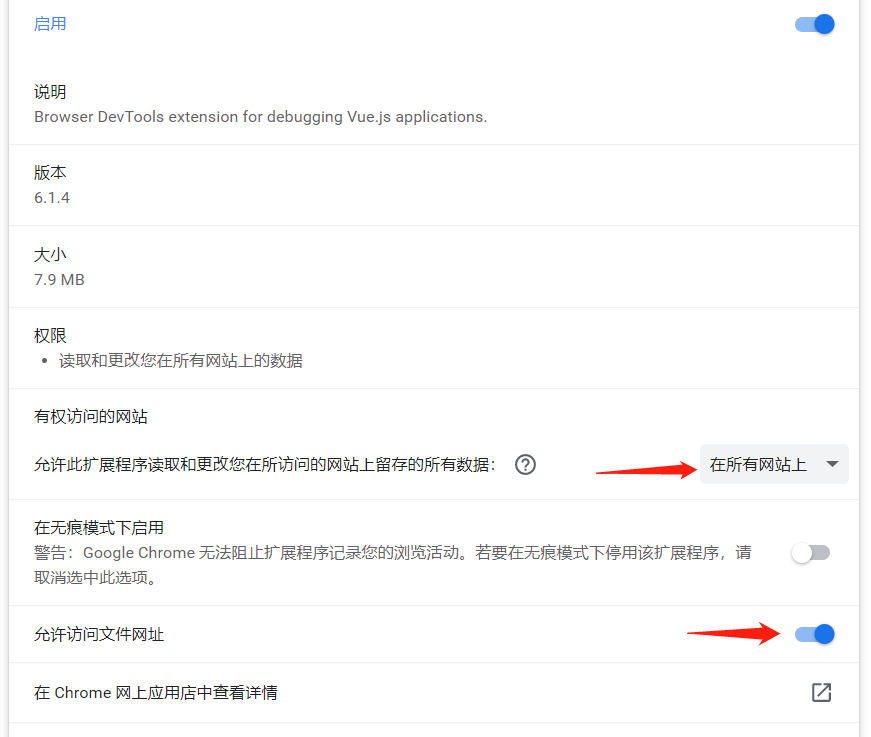 启用
说明
Browser DevTools extension for debugging Vue.js applications.
版本
6.1.4
大小
7.9 MB
权限
• 读取和更改您在所有网站上的数据
有权访问的网站
允许此扩展程序读取和更改您在所访问的网站上留存的所有数据： ? 在所有网站上
在无痕模式下启用
警告：Google Chrome 无法阻止扩展程序记录您的浏览活动。若要在无痕模式下停用该扩展程序，请
取消选中此选项。
允许访问文件网址
在 Chrome 网上应用店中查看详情